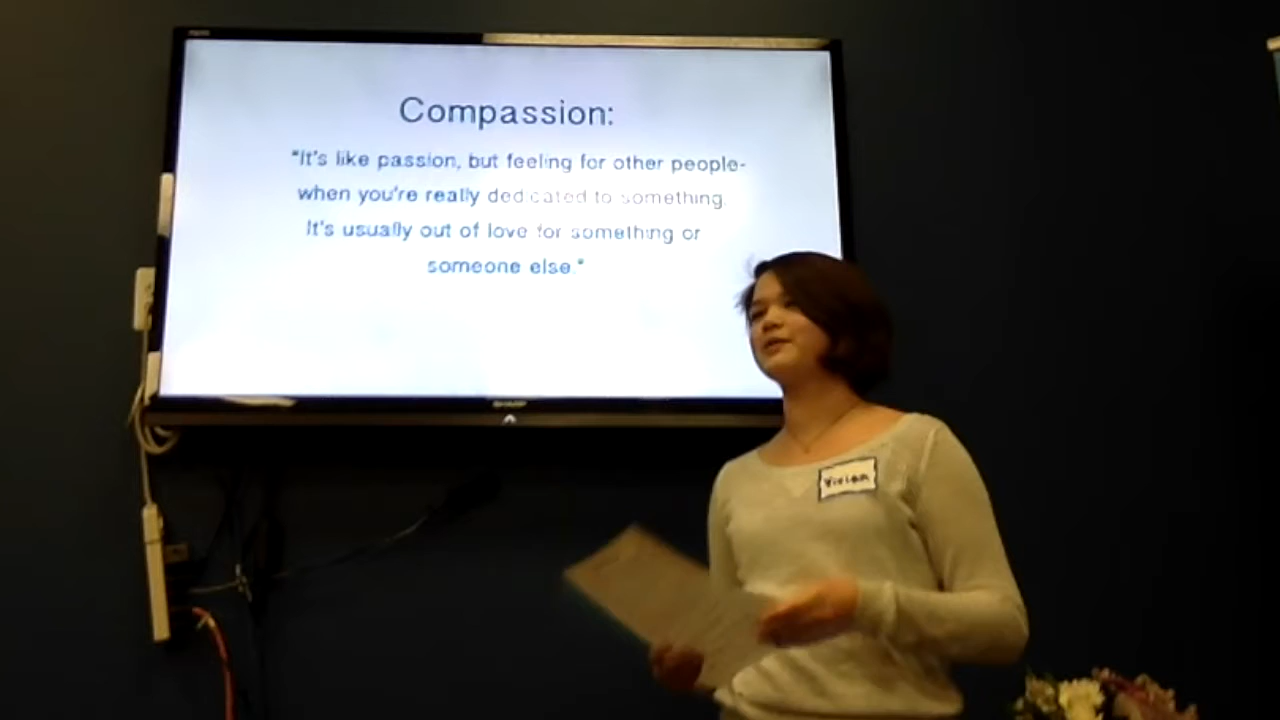 Compassion:
"It's like passion, but feeling for other people-
when you're really dedicated to something.
It's usually out of love for something or
someone else."
SHARP
Vivian